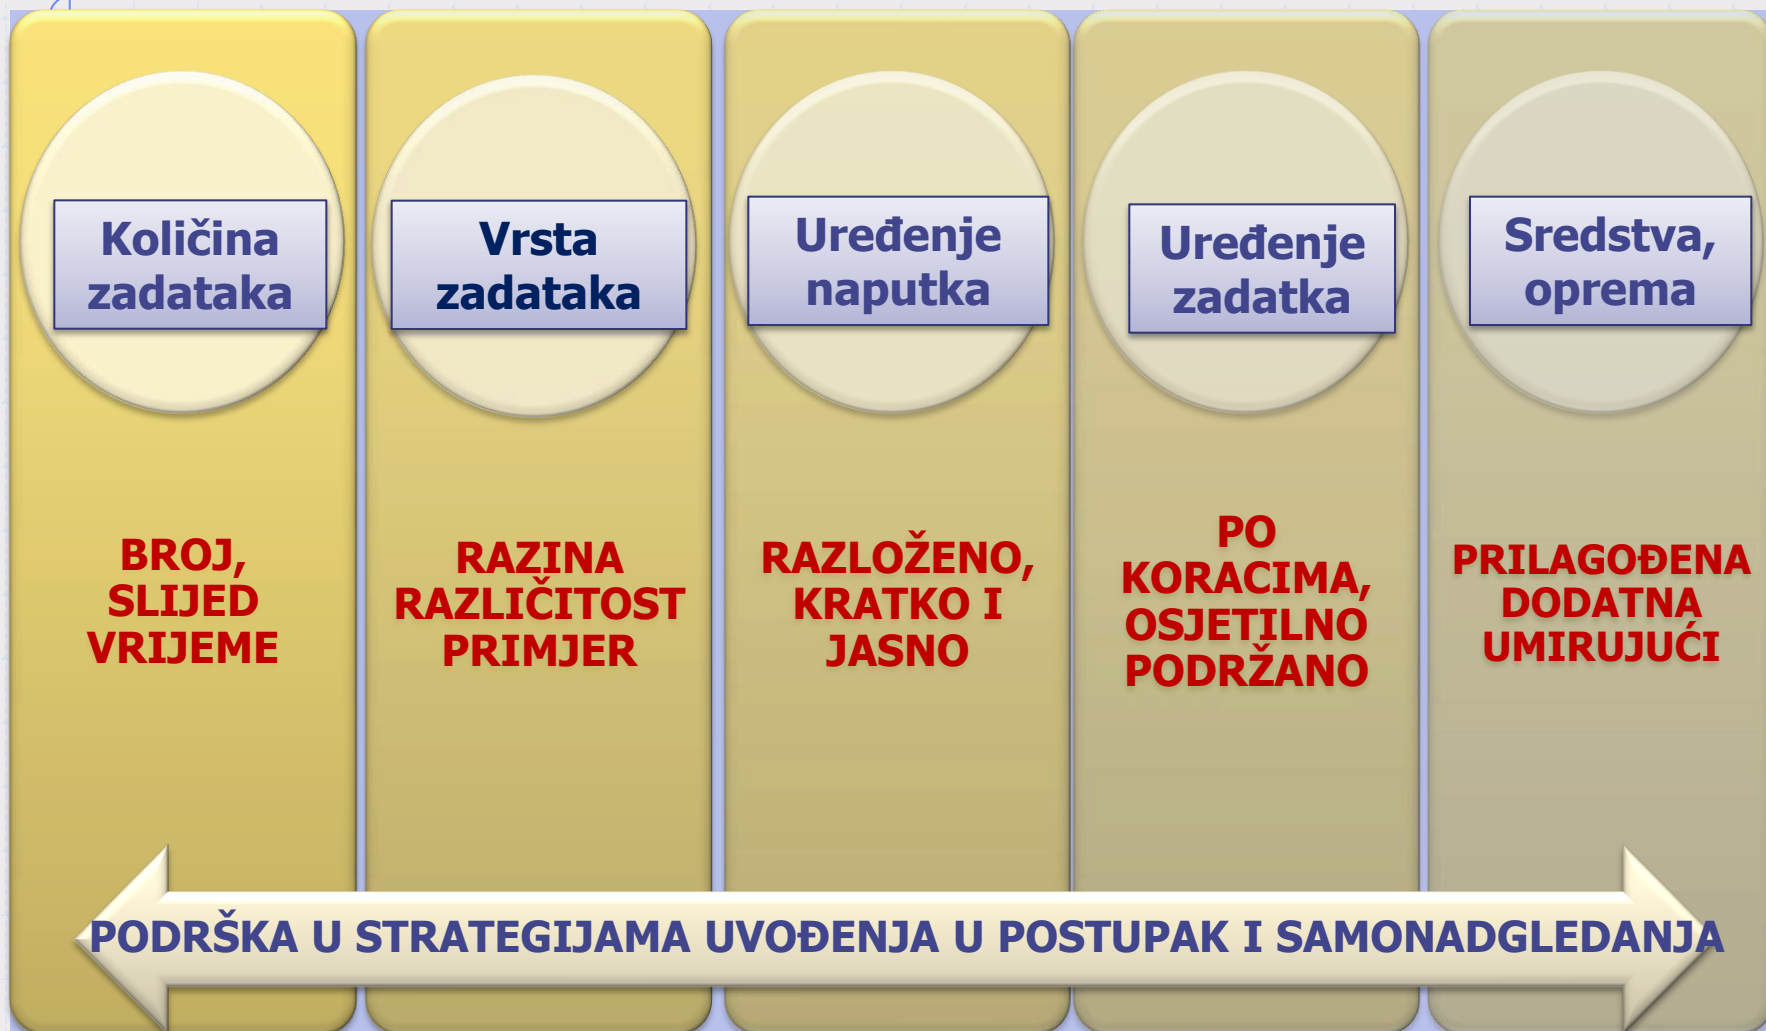 Količina
zadataka
Vrsta
zadataka
Uređenje
naputka
Uređenje
zadatka
Sredstva,
oprema
BROJ,
SLIJED
VRIJEME
RAZINA
RAZLIČITOST
PRIMJER
RAZLOŽENO,
KRATKO I
JASNO
PO
KORACIMA,
OSJETILNO
PODRŽANO
PRILAGOĐENA
DODATNA
UMIRUJUĆI
PODRŠKA U STRATEGIJAMA UVOĐENJA U POSTUPAK I SAMONADGLEDANJA